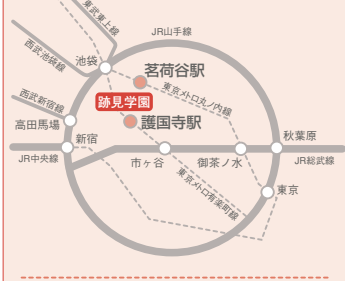 東武東上線
JR山手線
西武池袋線
池袋
茗荷谷駅
東京メトロ丸ノ内線
西武新宿線
跡見学園
護国寺駅
高田馬場
新宿
秋葉原
JR中央線
市ヶ谷
御茶ノ水
JR総武線
東京メトロ有楽町線
東京